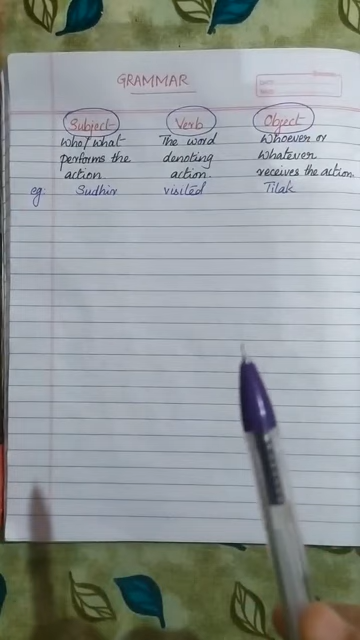 GRAMMAR
Subject Verb Object
Who/what The word Whoever or
performs the denoting whatever
action action. receives the action.
eg: Sudhir visited Tilak